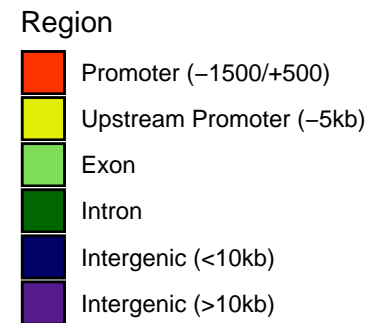 Region
Promoter (−1500/+500)
Upstream Promoter (−5kb)
Exon
Intron
Intergenic (<10kb)
Intergenic (>10kb)